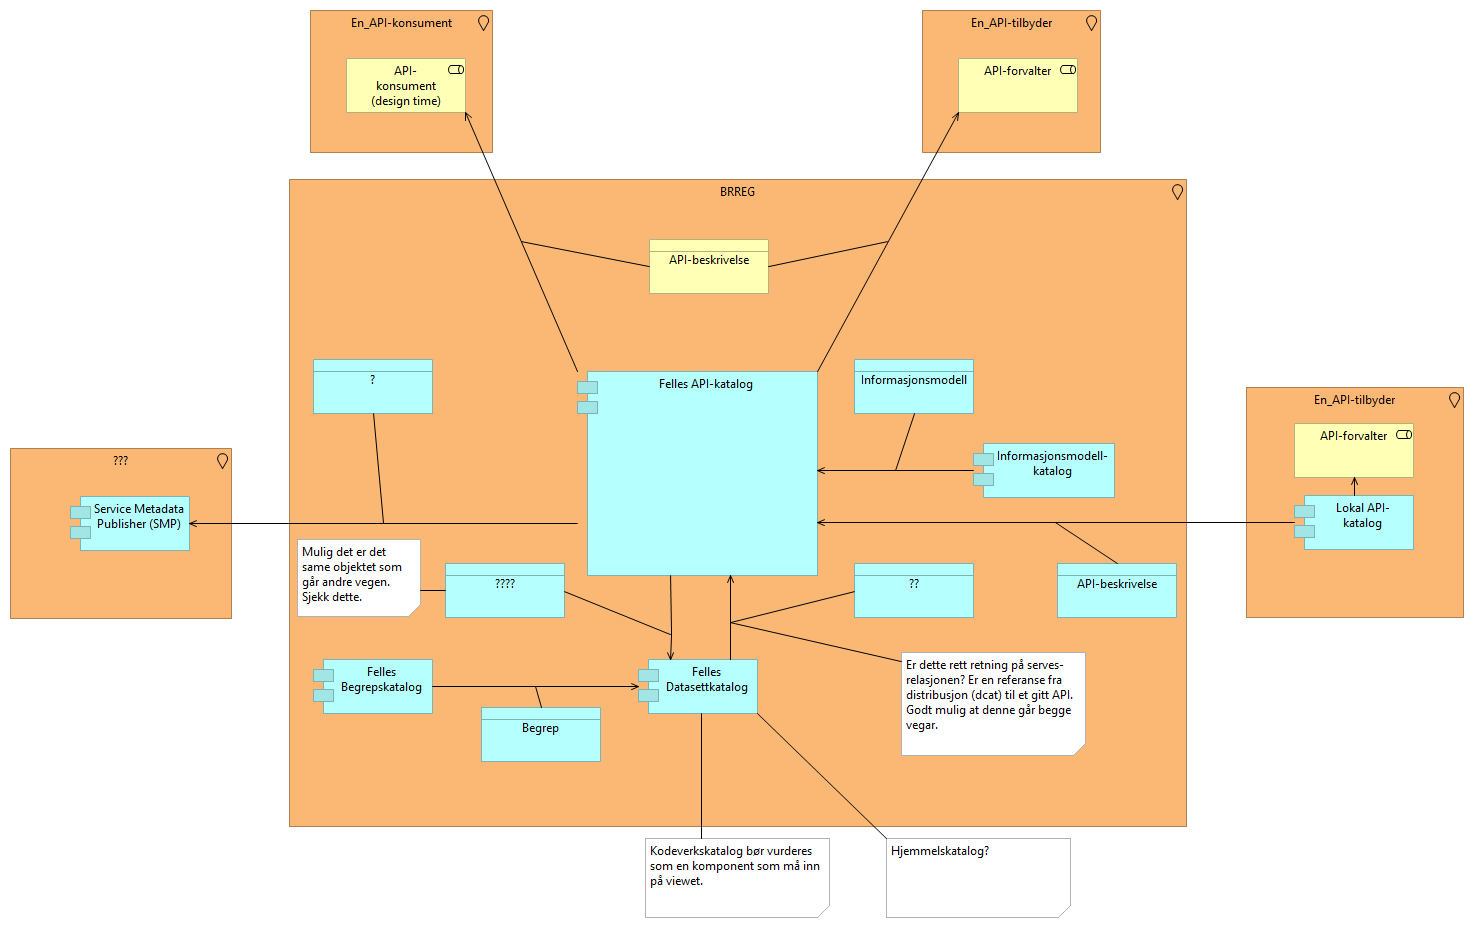 En_API-konsument
API-
konsument
(design time)
En_API-tilbyder
API-forvalter
BRREG
API-beskrivelse
?
Felles API-katalog
Informasjonsmodell
Informasjonsmodell-
katalog
En_API-tilbyder
API-forvalter
Lokal API-
katalog
???
Service Metadata
Publisher (SMP)
Mulig det er det
same objektet som
går andre vegen.
Sjekk dette.
????
??
API-beskrivelse
Felles
Begrepskatalog
Felles
Datasettkatalog
Begrep
Er dette rett retning på serves-
relasjonen? Er en referanse fra
distribusjon (dcat) til et gitt API.
Godt mulig at denne går begge
vegar.
Kodeverkskatalog bør vurderes
som en komponent som må inn
på viewet.
Hjemmelskatalog?